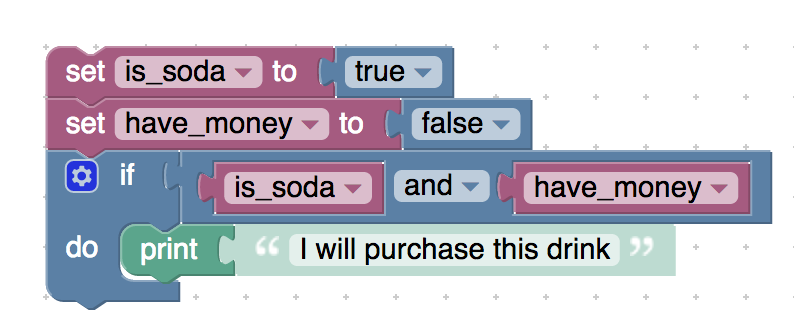 set is_soda to true
set have_money to false
if is_soda and have_money
do print “ I will purchase this drink ”